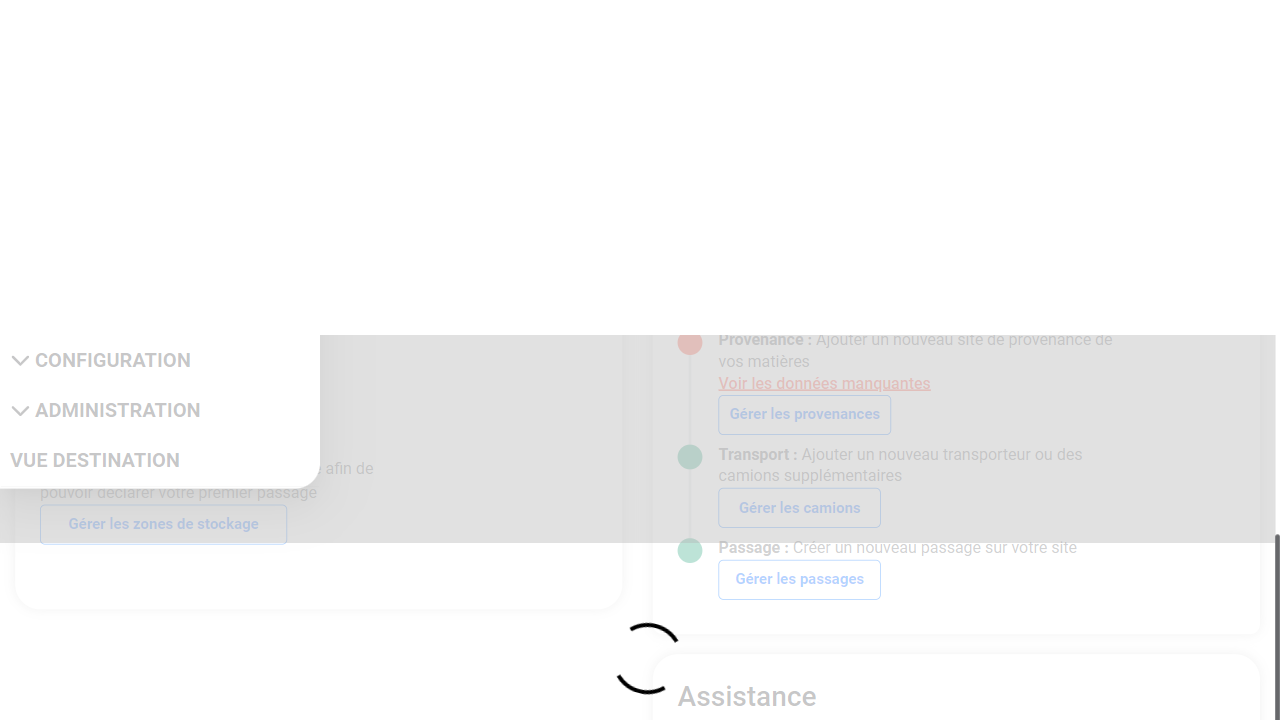 CONFIGURATION
ADMINISTRATION
VUE DESTINATION
afin de
pouvoir déclarer votre premier passage
Gérer les zones de stockage
Provenance : Ajouter un nouveau site de provenance de
vos matières
Voir les données manquantes
Gérer les provenances
Transport : Ajouter un nouveau transporteur ou des
camions supplémentaires
Gérer les camions
Passage : Créer un nouveau passage sur votre site
Gérer les passages
Assistance